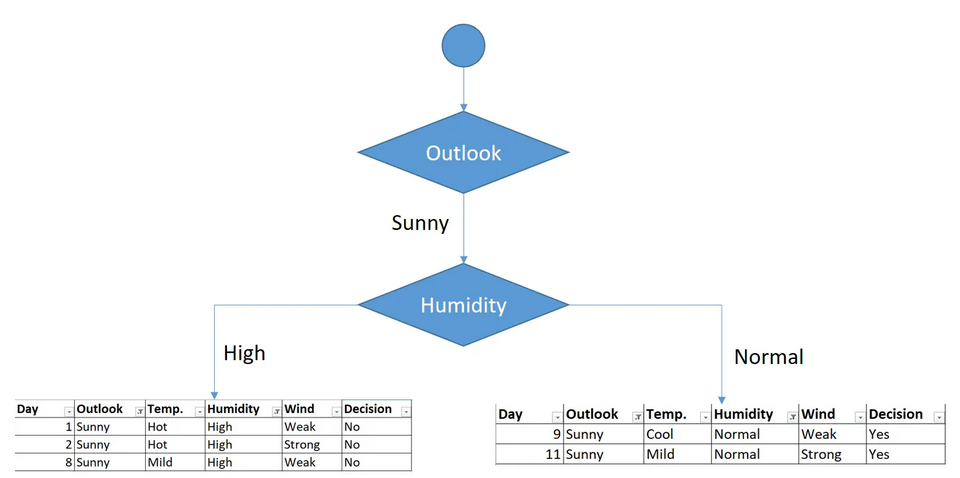 Outlook
Sunny
Humidity
High
Normal
Day Outlook Temp. Humidity Wind Decision
1 Sunny Hot High Weak No
2 Sunny Hot High Strong No
8 Sunny Mild High Weak No
Day Outlook Temp. Humidity Wind Decision
9 Sunny Cool Normal Weak Yes
11 Sunny Mild Normal Strong Yes